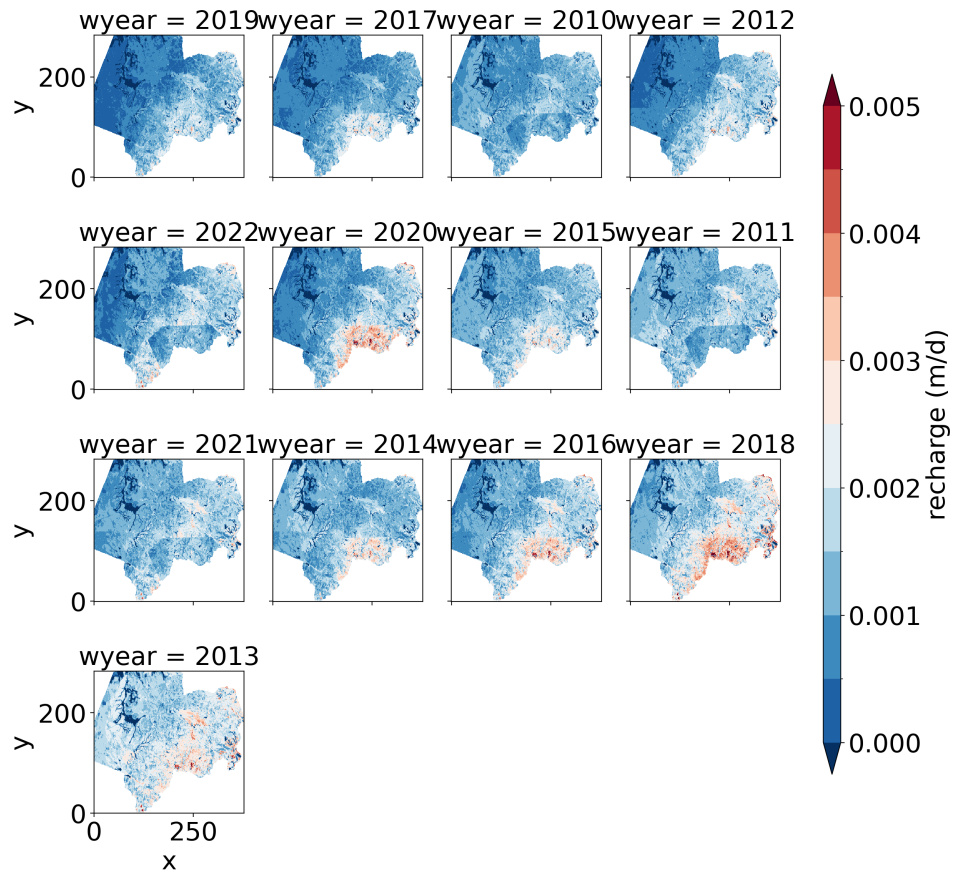 wyear = 2019
wyear = 2017
wyear = 2010
wyear = 2012
y
200
0
wyear = 2022
wyear = 2020
wyear = 2015
wyear = 2011
y
200
0
wyear = 2021
wyear = 2014
wyear = 2016
wyear = 2018
y
200
0
wyear = 2013
y
200
0
0
250
x
0.005
0.004
0.003
0.002
0.001
0.000
recharge (m/d)